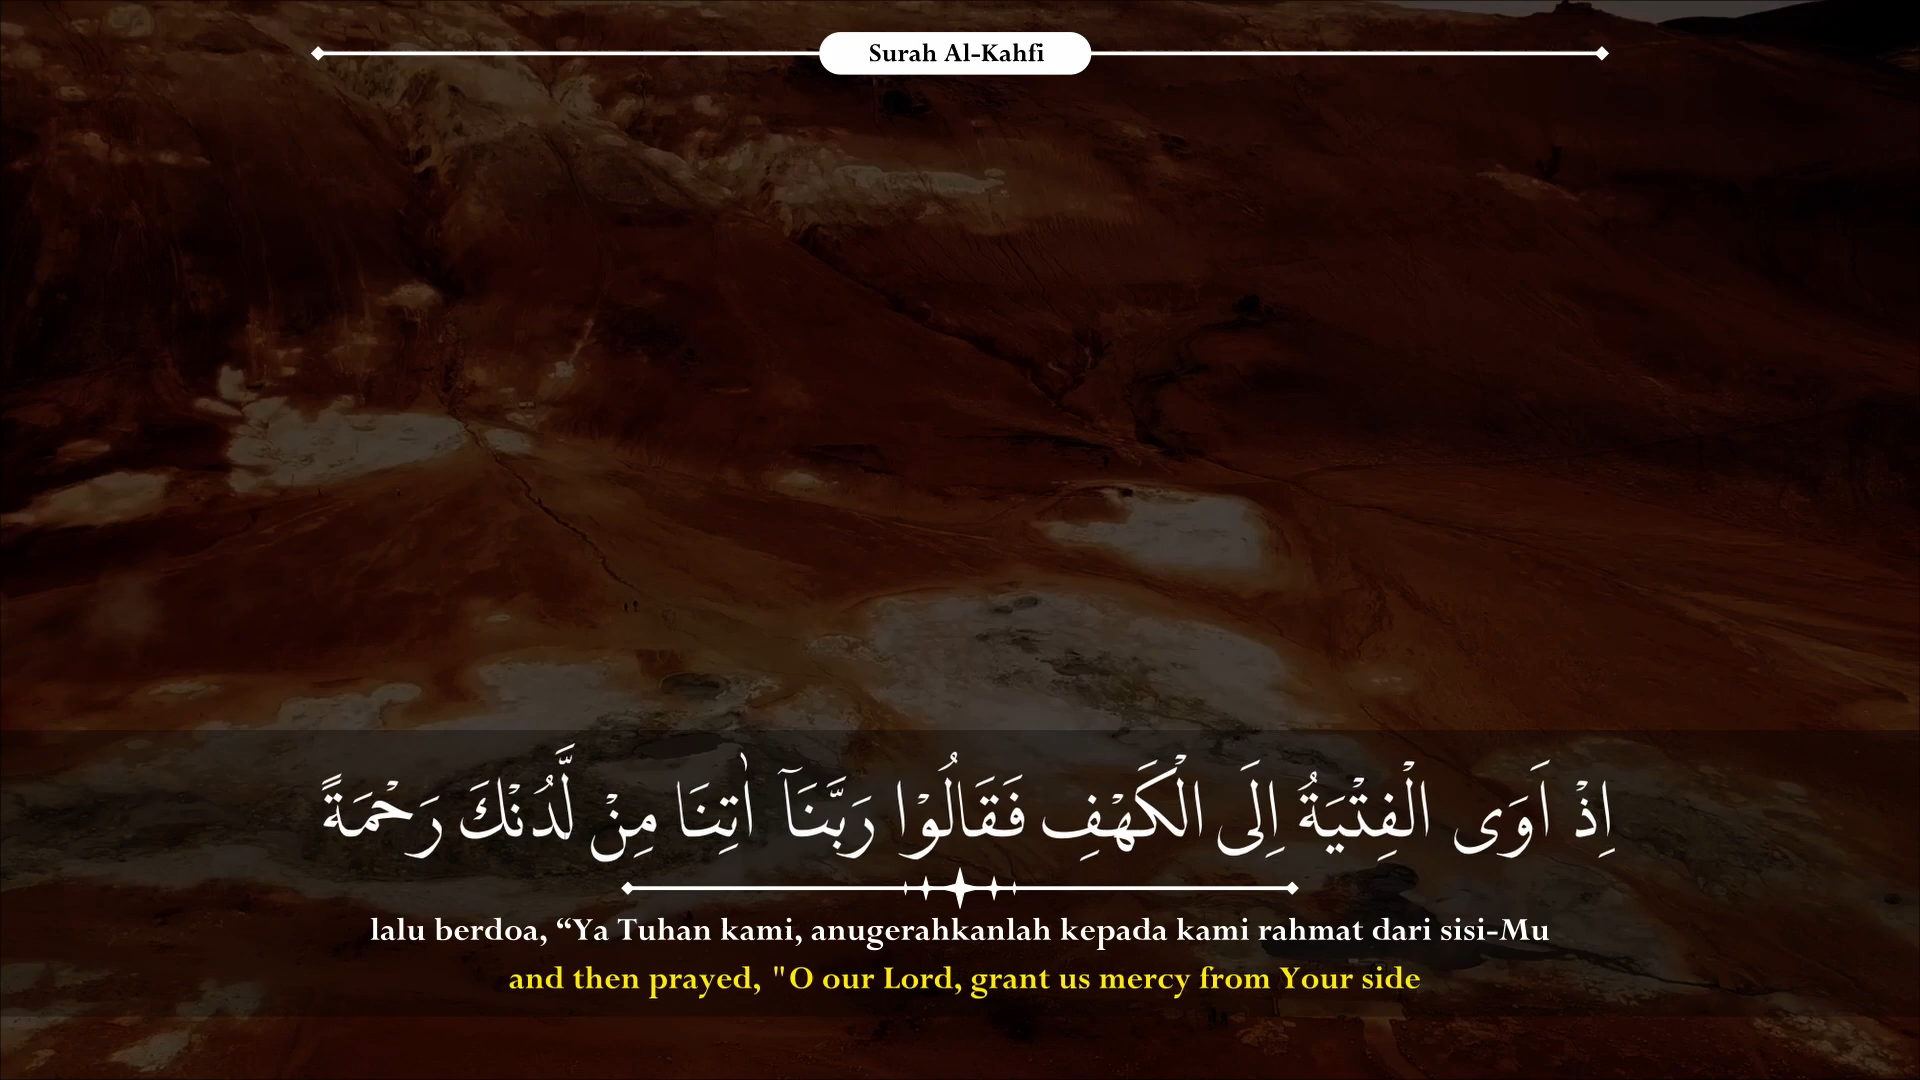 Surah Al-Kahfi
اِذْ اَوَى الْفِتْيَةُ اِلَى الْكَهْفِ فَقَالُوْا رَبَّنَآ اٰتِنَا مِنْ لَّدُنْكَ رَحْمَةً
lalu berdoa, “Ya Tuhan kami, anugerahkanlah kepada kami rahmat dari sisi-Mu
and then prayed, "O our Lord, grant us mercy from Your side